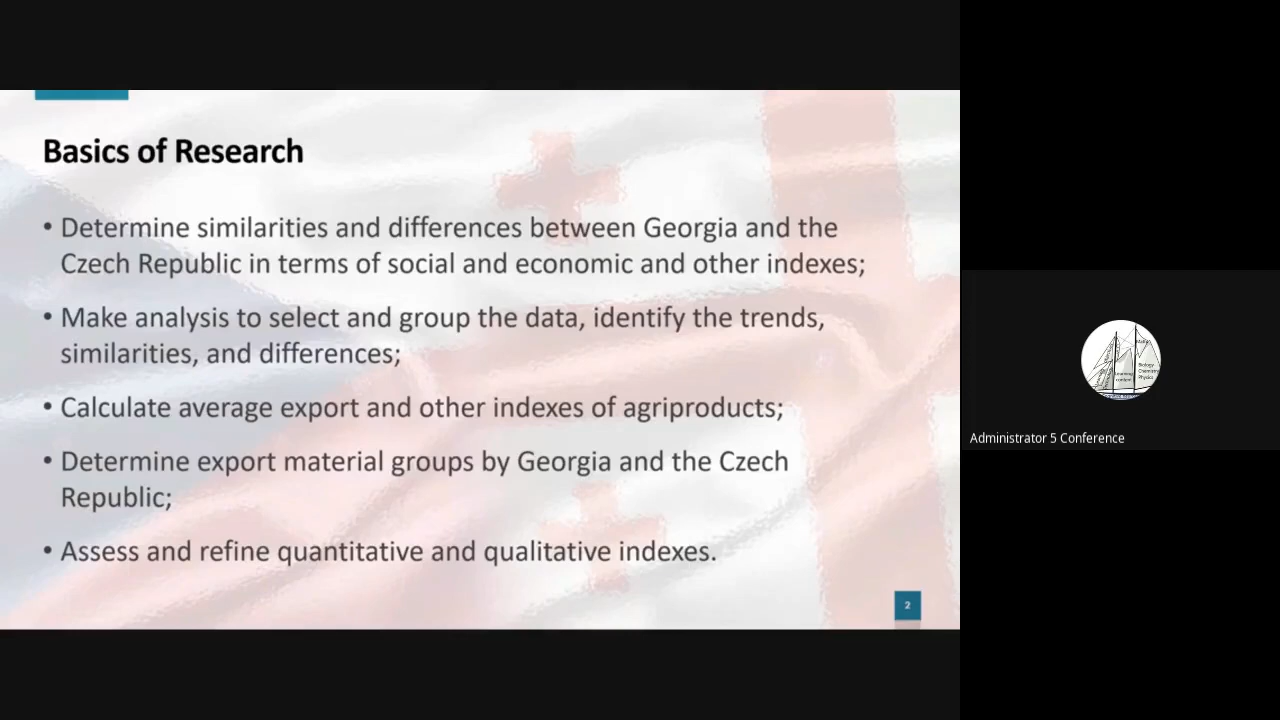 Basics of Research
• Determine similarities and differences between Georgia and the
Czech Republic in terms of social and economic and other indexes;
• Make analysis to select and group the data, identify the trends,
similarities, and differences;
• Calculate average export and other indexes of agriproducts;
• Determine export material groups by Georgia and the Czech
Republic;
• Assess and refine quantitative and qualitative indexes.
2
Biology
Chemistry
Physics
Administrator 5 Conference